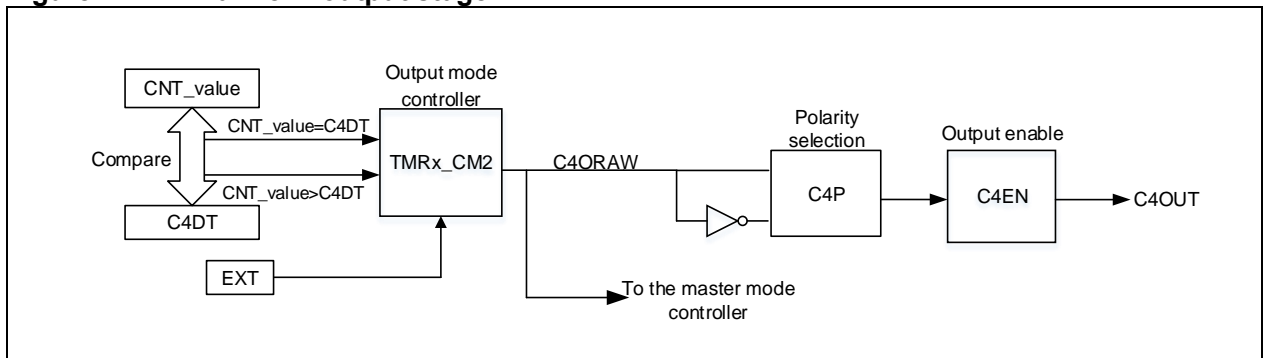 CNT_value
Compare
C4DT
CNT_value=C4DT
CNT_value>C4DT
EXT
Output mode
controller
TMRx_CM2
C4ORAW
To the master mode
controller
Polarity
selection
C4P
Output enable
C4EN
C4OUT